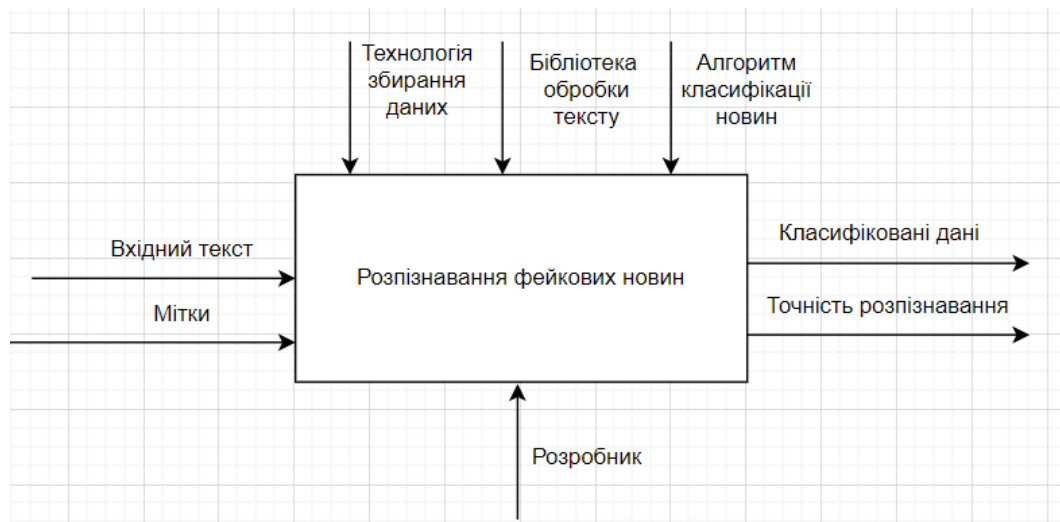 Технологія
збирання
даних
Бібліотека
обробки
тексту
Алгоритм
класифікації
новин
Вхідний текст
Мітки
Розпізнавання фейкових новин
Класифіковані дані
Точність розпізнавання
Розробник